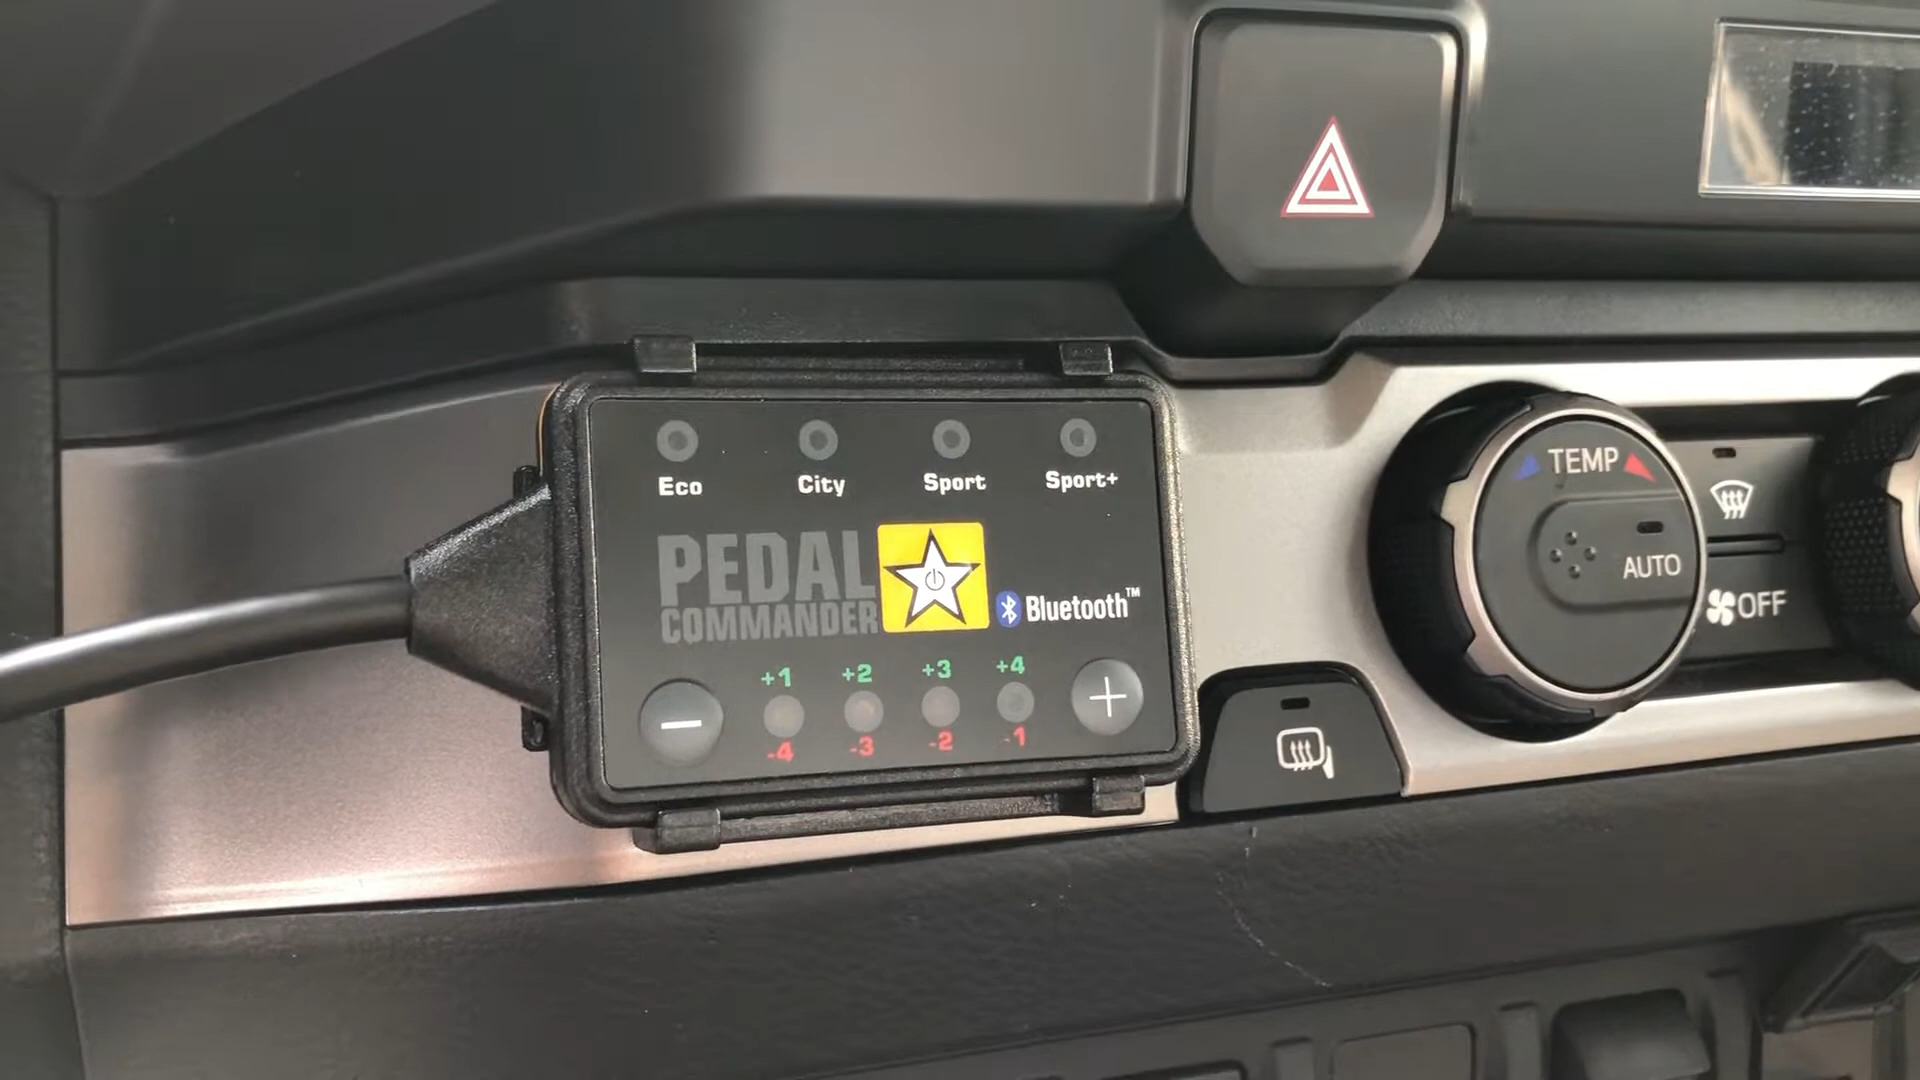 Eco City Sport Sport+
PEDAL
COMMANDER
Bluetooth™
+1 +2 +3 +4
− +
-4 -3 -2 -1
TEMP
AUTO
OFF